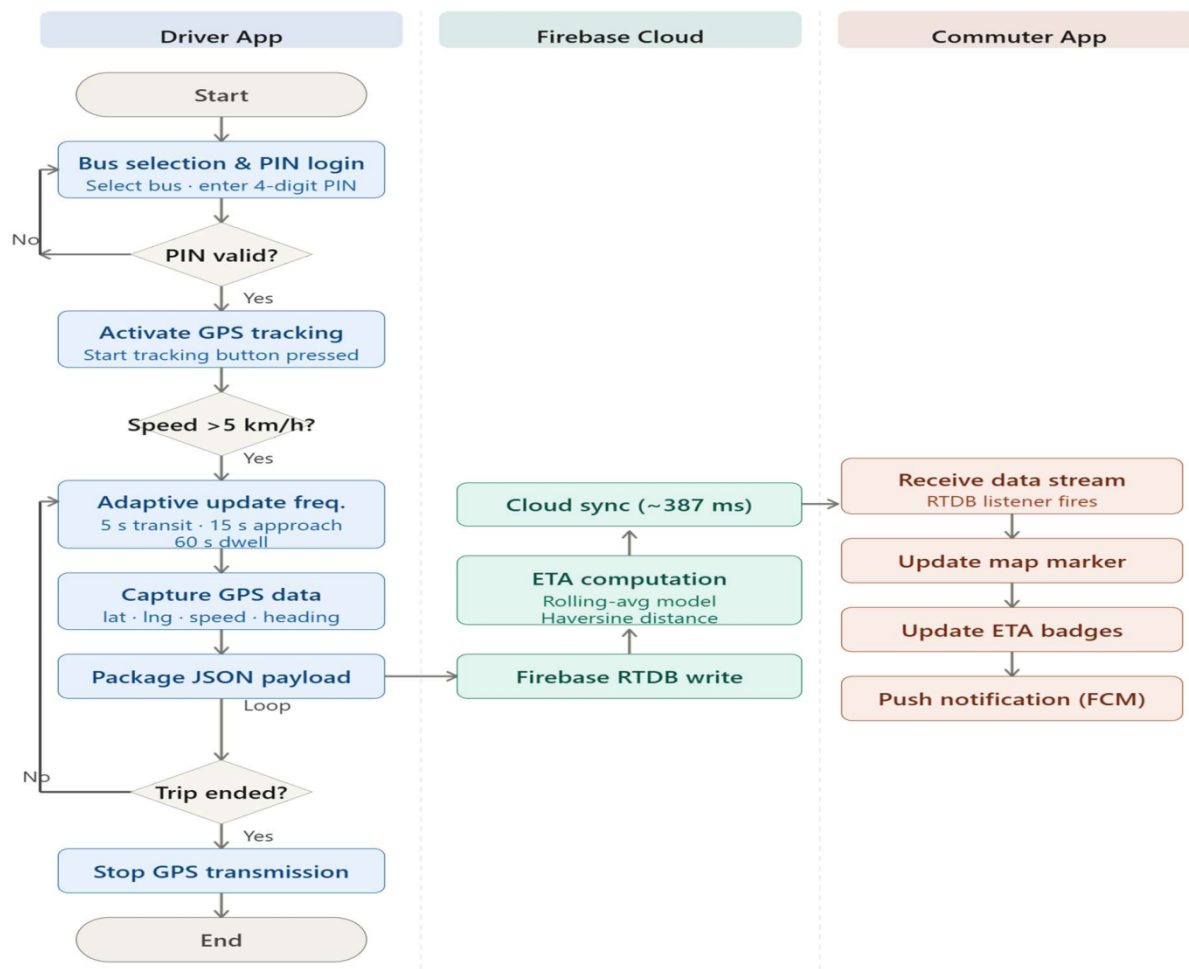 Driver App
Firebase Cloud
Commuter App
Start
Bus selection & PIN login
Select bus · enter 4-digit PIN
No
PIN valid?
Yes
Activate GPS tracking
Start tracking button pressed
Speed >5 km/h?
Yes
Adaptive update freq.
5 s transit · 15 s approach
60 s dwell
Capture GPS data
lat · lng · speed · heading
Package JSON payload
Loop
No
Trip ended?
Yes
Stop GPS transmission
End
Cloud sync (~387 ms)
ETA computation
Rolling-avg model
Haversine distance
Firebase RTDB write
Receive data stream
RTDB listener fires
Update map marker
Update ETA badges
Push notification (FCM)